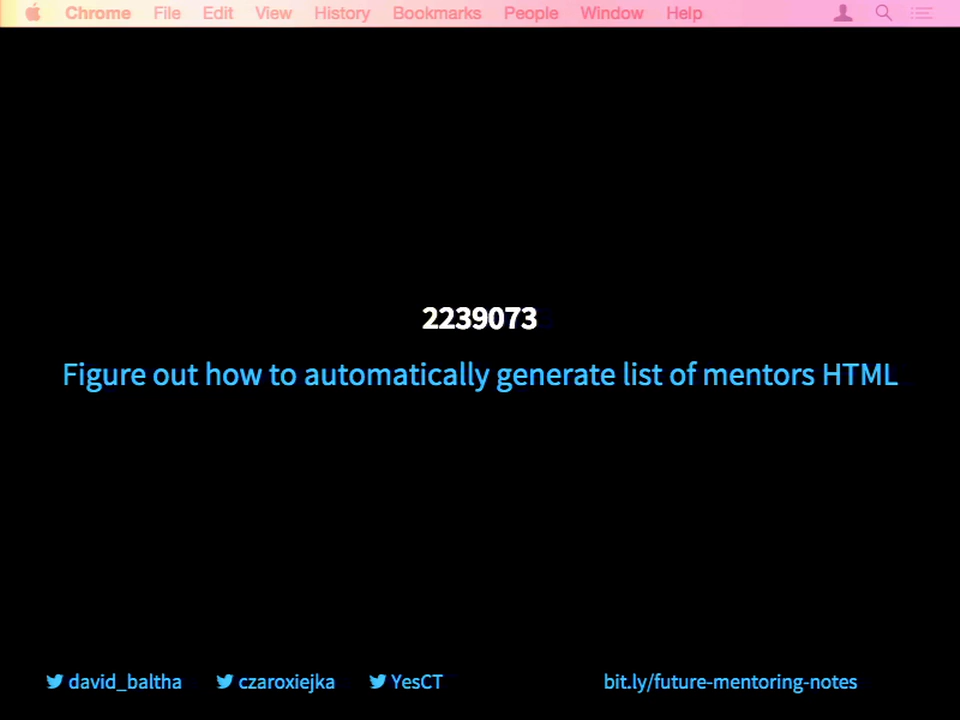 Chrome File Edit View History Bookmarks People Window Help
2239073
Figure out how to automatically generate list of mentors HTML
david_baltha czaroxiejka YesCT bit.ly/future-mentoring-notes